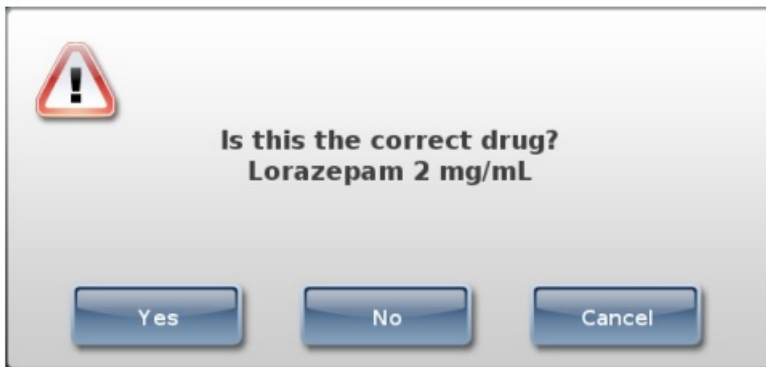 Is this the correct drug?
Lorazepam 2 mg/mL
Yes No Cancel